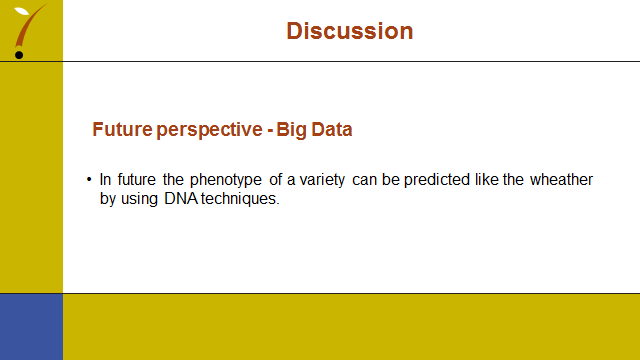 Discussion
Future perspective - Big Data
• In future the phenotype of a variety can be predicted like the wheather
by using DNA techniques.